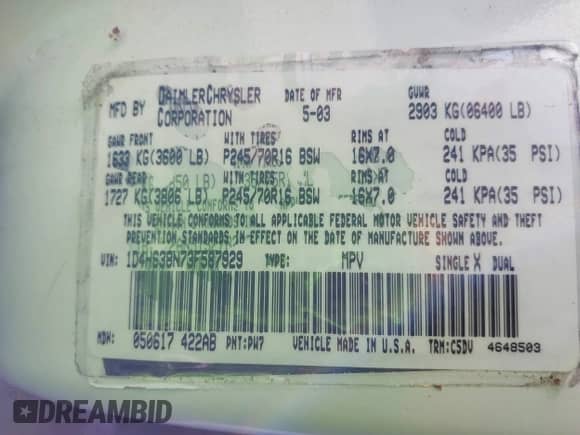 MFD BY DAIMLERCHRYSLER CORPORATION DATE OF MFR 5-03 GVWR 2903 KG(06400 LB)
GAWR FRONT WITH TIRES RIMS AT COLD
1633 KG(3600 LB) P245/70R16 BSW 16X7.0 241 KPA(35 PSI)
GAWR REAR WITH TIRES RIMS AT COLD
1727 KG(3806 LB) P245/70R16 BSW 16X7.0 241 KPA(35 PSI)
THIS VEHICLE CONFORMS TO ALL APPLICABLE FEDERAL MOTOR VEHICLE SAFETY AND THEFT
PREVENTION STANDARDS IN EFFECT ON THE DATE OF MANUFACTURE SHOWN ABOVE.
VIN: TYPE: MPV SINGLE X DUAL
MDH: 050617 422AB PNT:PW7 VEHICLE MADE IN U.S.A. TRM:CSDV 4648503
DREAMBID